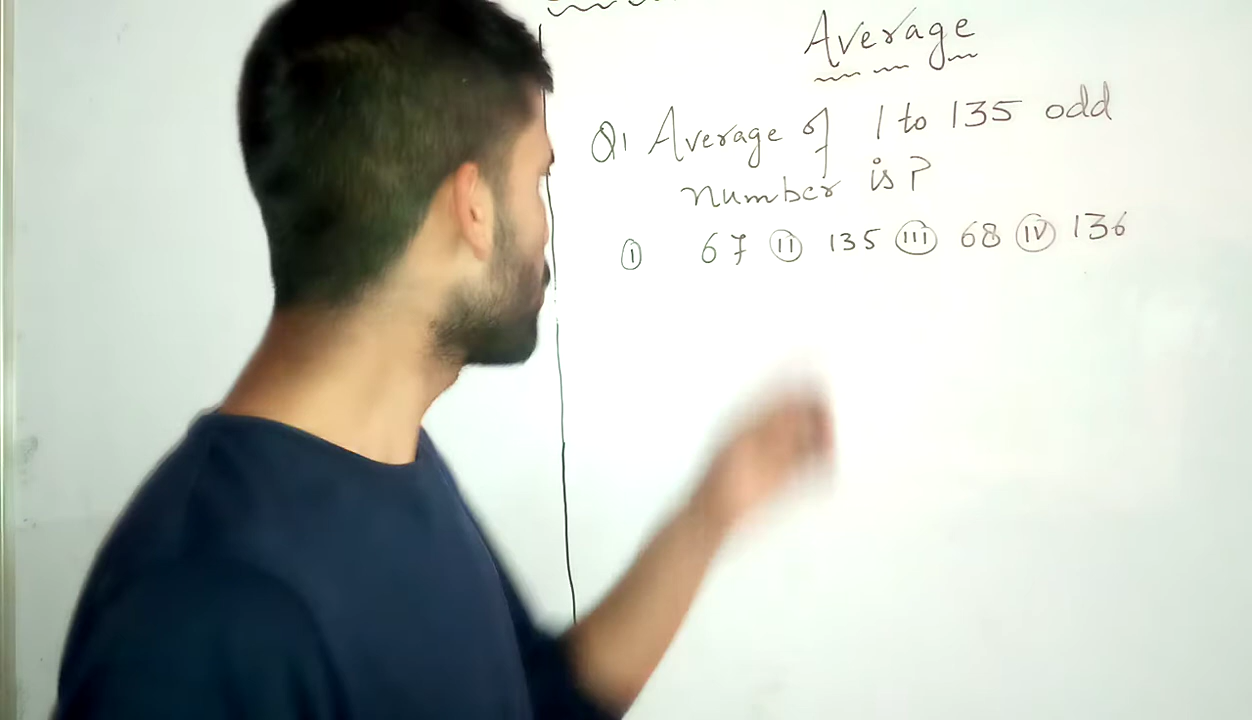 Average
Q1 Average of 1 to 135 odd
number is?
(I) 67 (II) 135 (III) 68 (IV) 136